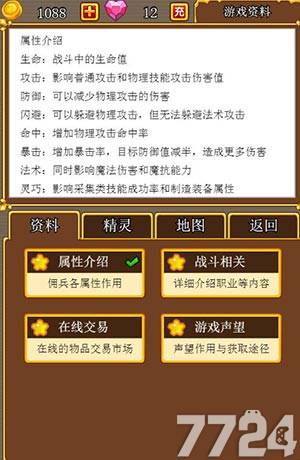 1088 12 充 游戏资料
属性介绍
生命：战斗中的生命值
攻击：影响普通攻击和物理技能攻击伤害值
防御：可以减少物理攻击的伤害
闪避：可以躲避物理攻击，但无法躲避法术攻击
命中：增加物理攻击命中率
暴击：增加暴击率，目标防御值减半，造成更多伤害
法术：同时影响魔法伤害和魔抗能力
灵巧：影响采集类技能成功率和制造装备属性
资料 精灵 地图 返回
属性介绍 战斗相关
佣兵各属性作用 详细介绍职业等内容
在线交易 游戏声望
在线的物品交易市场 声望作用与获取途径
7724